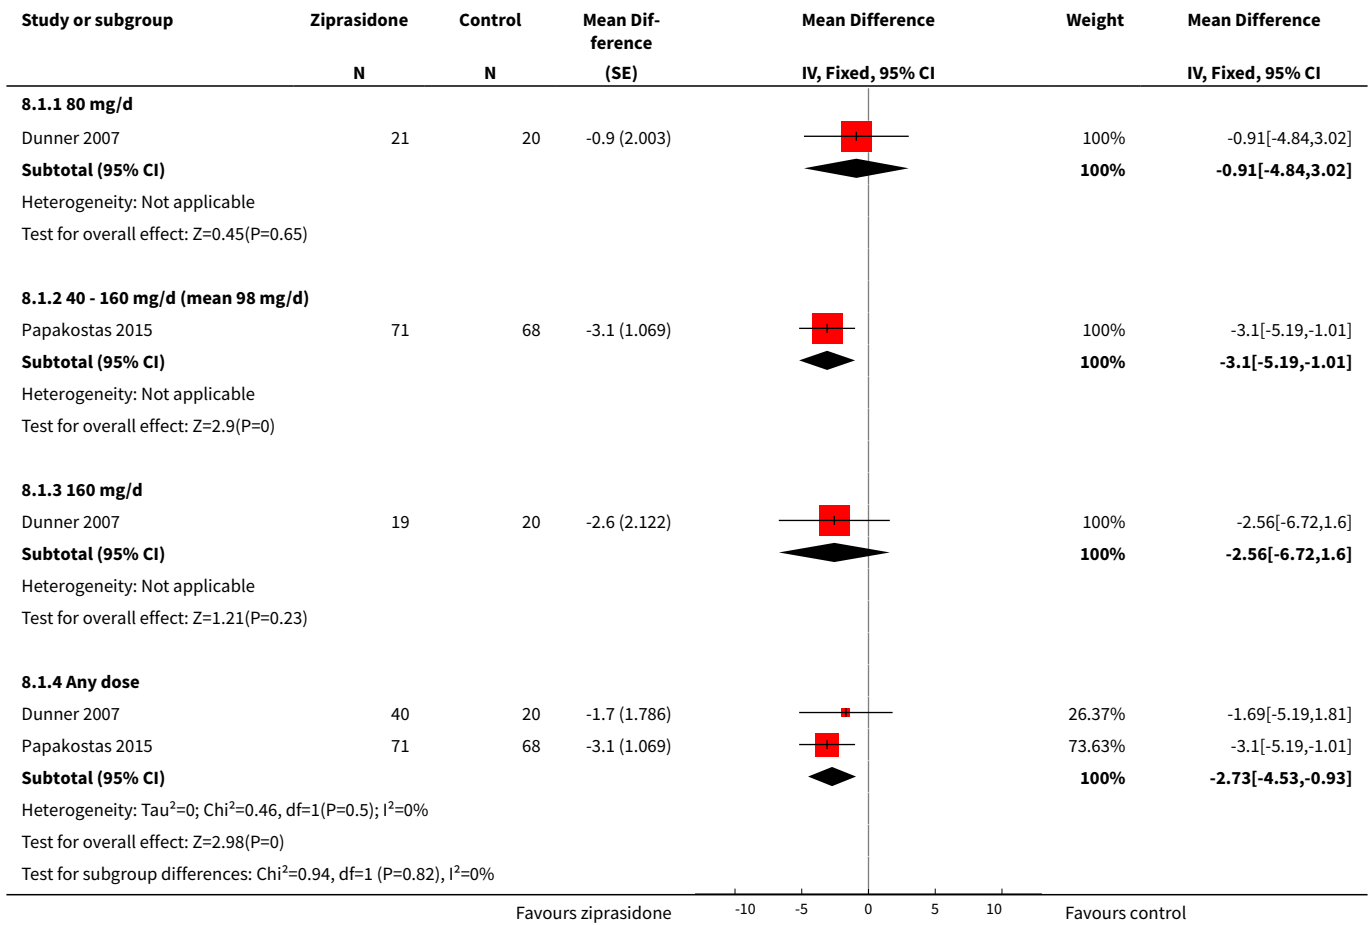 Study or subgroup Ziprasidone Control Mean Dif- Mean Difference Weight Mean Difference
ference
N N (SE) IV, Fixed, 95% CI IV, Fixed, 95% CI
8.1.1 80 mg/d
Dunner 2007 21 20 -0.9 (2.003) 100% -0.91[-4.84,3.02]
Subtotal (95% CI) 100% -0.91[-4.84,3.02]
Heterogeneity: Not applicable
Test for overall effect: Z=0.45(P=0.65)
8.1.2 40 - 160 mg/d (mean 98 mg/d)
Papakostas 2015 71 68 -3.1 (1.069) 100% -3.1[-5.19,-1.01]
Subtotal (95% CI) 100% -3.1[-5.19,-1.01]
Heterogeneity: Not applicable
Test for overall effect: Z=2.9(P=0)
8.1.3 160 mg/d
Dunner 2007 19 20 -2.6 (2.122) 100% -2.56[-6.72,1.6]
Subtotal (95% CI) 100% -2.56[-6.72,1.6]
Heterogeneity: Not applicable
Test for overall effect: Z=1.21(P=0.23)
8.1.4 Any dose
Dunner 2007 40 20 -1.7 (1.786) 26.37% -1.69[-5.19,1.81]
Papakostas 2015 71 68 -3.1 (1.069) 73.63% -3.1[-5.19,-1.01]
Subtotal (95% CI) 100% -2.73[-4.53,-0.93]
Heterogeneity: Tau²=0; Chi²=0.46, df=1(P=0.5); I²=0%
Test for overall effect: Z=2.98(P=0)
Test for subgroup differences: Chi²=0.94, df=1 (P=0.82), I²=0%
Favours ziprasidone -10 -5 0 5 10 Favours control